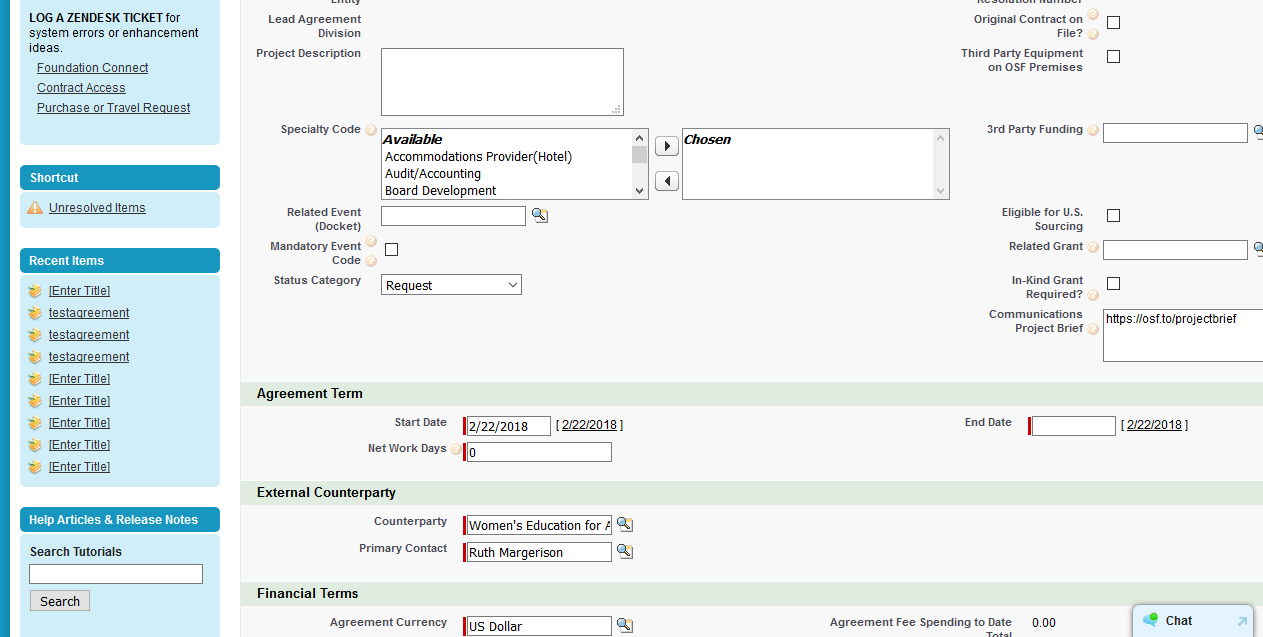 LOG A ZENDESK TICKET for
system errors or enhancement
ideas.
Foundation Connect
Contract Access
Purchase or Travel Request
Shortcut
Unresolved Items
Recent Items
[Enter Title]
testagreement
testagreement
testagreement
[Enter Title]
[Enter Title]
[Enter Title]
[Enter Title]
[Enter Title]
Help Articles & Release Notes
Search Tutorials
Search
Entity
Lead Agreement
Division
Project Description
Specialty Code
Available
Accommodations Provider(Hotel)
Audit/Accounting
Board Development
Chosen
Related Event
(Docket)
Mandatory Event
Code
Status Category
Request
Resolution Number
Original Contract on
File?
Third Party Equipment
on OSF Premises
3rd Party Funding
Eligible for U.S.
Sourcing
Related Grant
In-Kind Grant
Required?
Communications
Project Brief
https://osf.to/projectbrief
Agreement Term
Start Date 2/22/2018 [ 2/22/2018 ]
End Date [ 2/22/2018 ]
Net Work Days 0
External Counterparty
Counterparty Women's Education for A
Primary Contact Ruth Margerison
Financial Terms
Agreement Currency US Dollar
Agreement Fee Spending to Date 0.00
Total
Chat